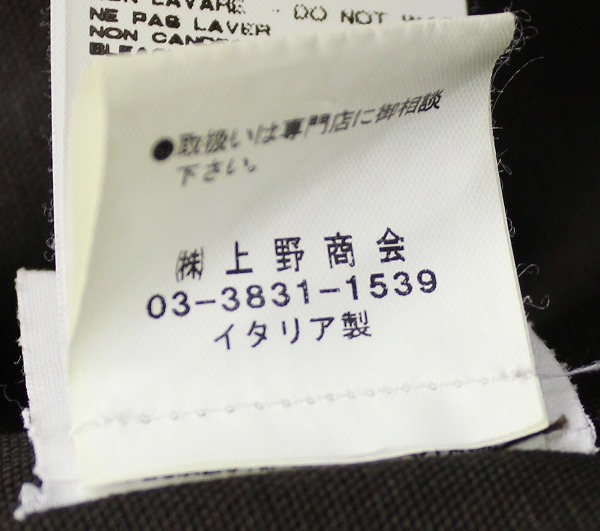 NON LAVARE - DO NOT
NE PAS LAVER
NON
●取扱いは専門店に御相談
下さい。
㈱ 上野商会
03-3831-1539
イタリア製